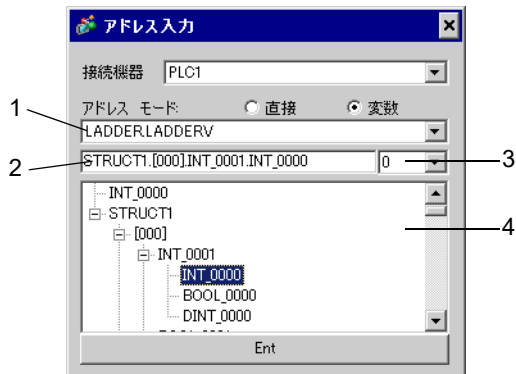 アドレス入力
接続機器 PLC1
アドレス モード: 直接 変数
1
LADDER.LADDERV
2
STRUCT1.[000].INT_0001.INT_0000 0
3
INT_0000
STRUCT1
[000]
4
INT_0001
INT_0000
BOOL_0000
DINT_0000
Ent